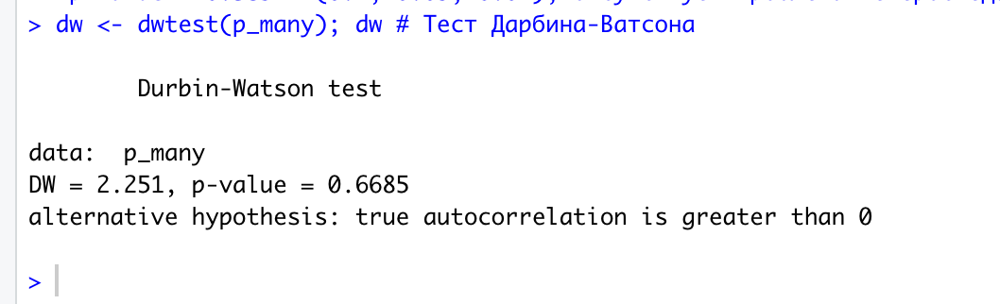 > dw <- dwtest(p_many); dw # Тест Дарбина-Ватсона
Durbin-Watson test
data:  p_many
DW = 2.251, p-value = 0.6685
alternative hypothesis: true autocorrelation is greater than 0
>